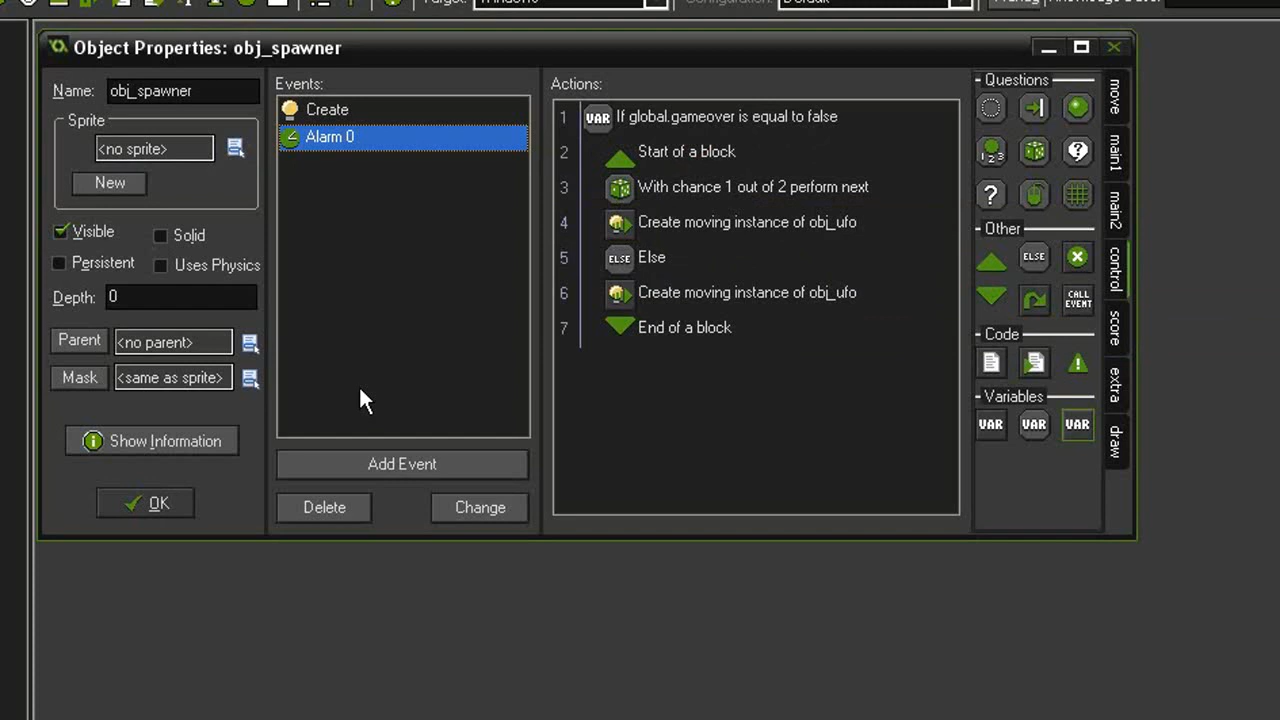 Object Properties: obj_spawner
Name: obj_spawner
Sprite
<no sprite>
New
Visible
Solid
Persistent
Uses Physics
Depth: 0
Parent <no parent>
Mask <same as sprite>
Show Information
OK
Events:
Create
Alarm 0
Add Event
Delete
Change
Actions:
1 VAR If global.gameover is equal to false
2 Start of a block
3 With chance 1 out of 2 perform next
4 Create moving instance of obj_ufo
5 ELSE Else
6 Create moving instance of obj_ufo
7 End of a block
Questions
1 2 3
?
?
Other
ELSE
CALL
EVENT
Code
Variables
VAR VAR VAR
move
main1
main2
control
score
extra
draw